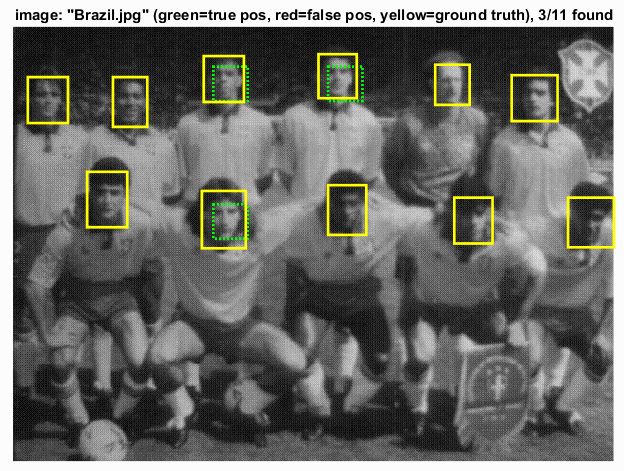 image: "Brazil.jpg" (green=true pos, red=false pos, yellow=ground truth), 3/11 found